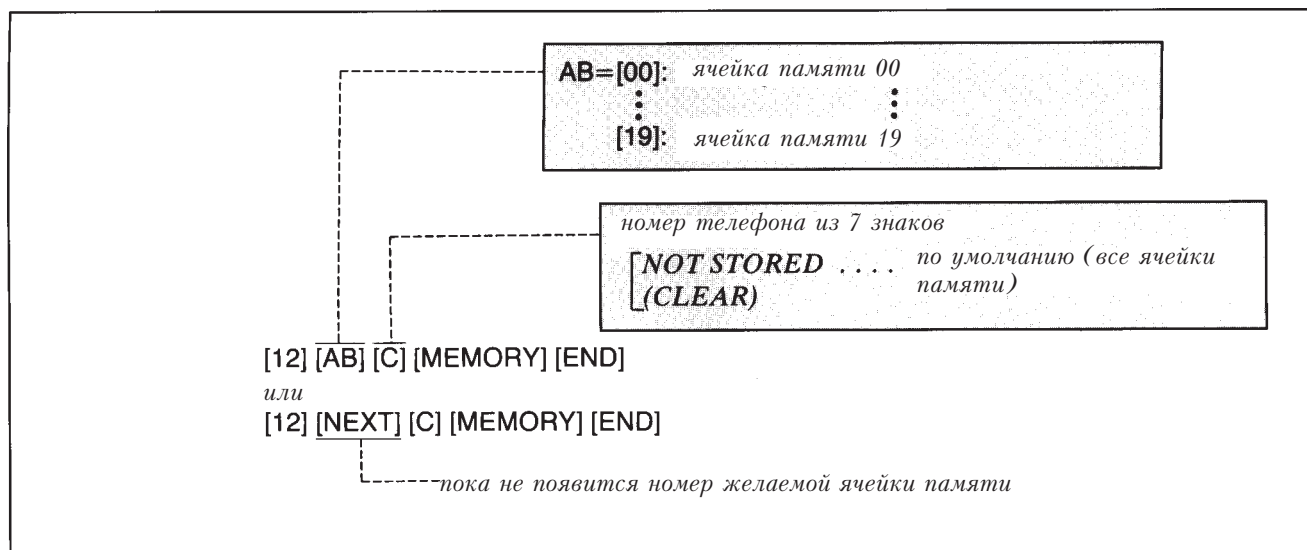 AB=[00]: ячейка памяти 00
[19]: ячейка памяти 19
номер телефона из 7 знаков
NOT STORED .... по умолчанию (все ячейки
(CLEAR) памяти)
[12] [AB] [C] [MEMORY] [END]
или
[12] [NEXT] [C] [MEMORY] [END]
пока не появится номер желаемой ячейки памяти